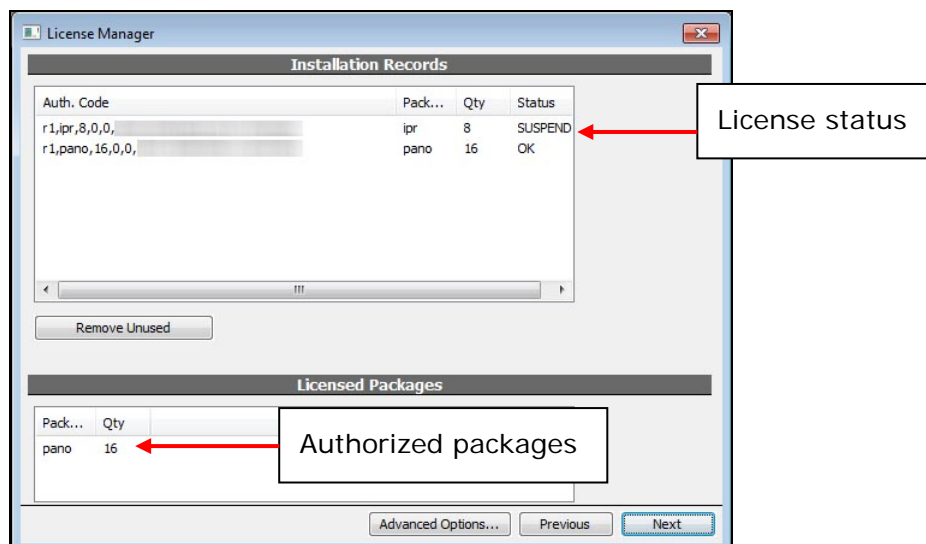 License Manager
Installation Records
Auth. Code Pack... Qty Status
r1,ipr,8,0,0, ipr 8 SUSPEND
r1,pano,16,0,0, pano 16 OK
License status
Remove Unused
Licensed Packages
Pack... Qty
pano 16
Authorized packages
Advanced Options... Previous Next